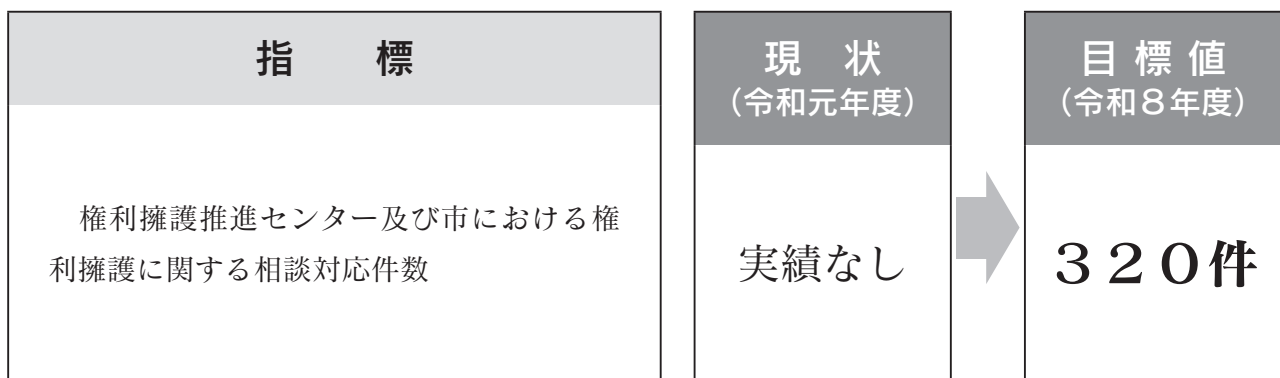 指　標
権利擁護推進センター及び市における権
利擁護に関する相談対応件数
現　状
（令和元年度）
実績なし
目標値
（令和８年度）
３２０件